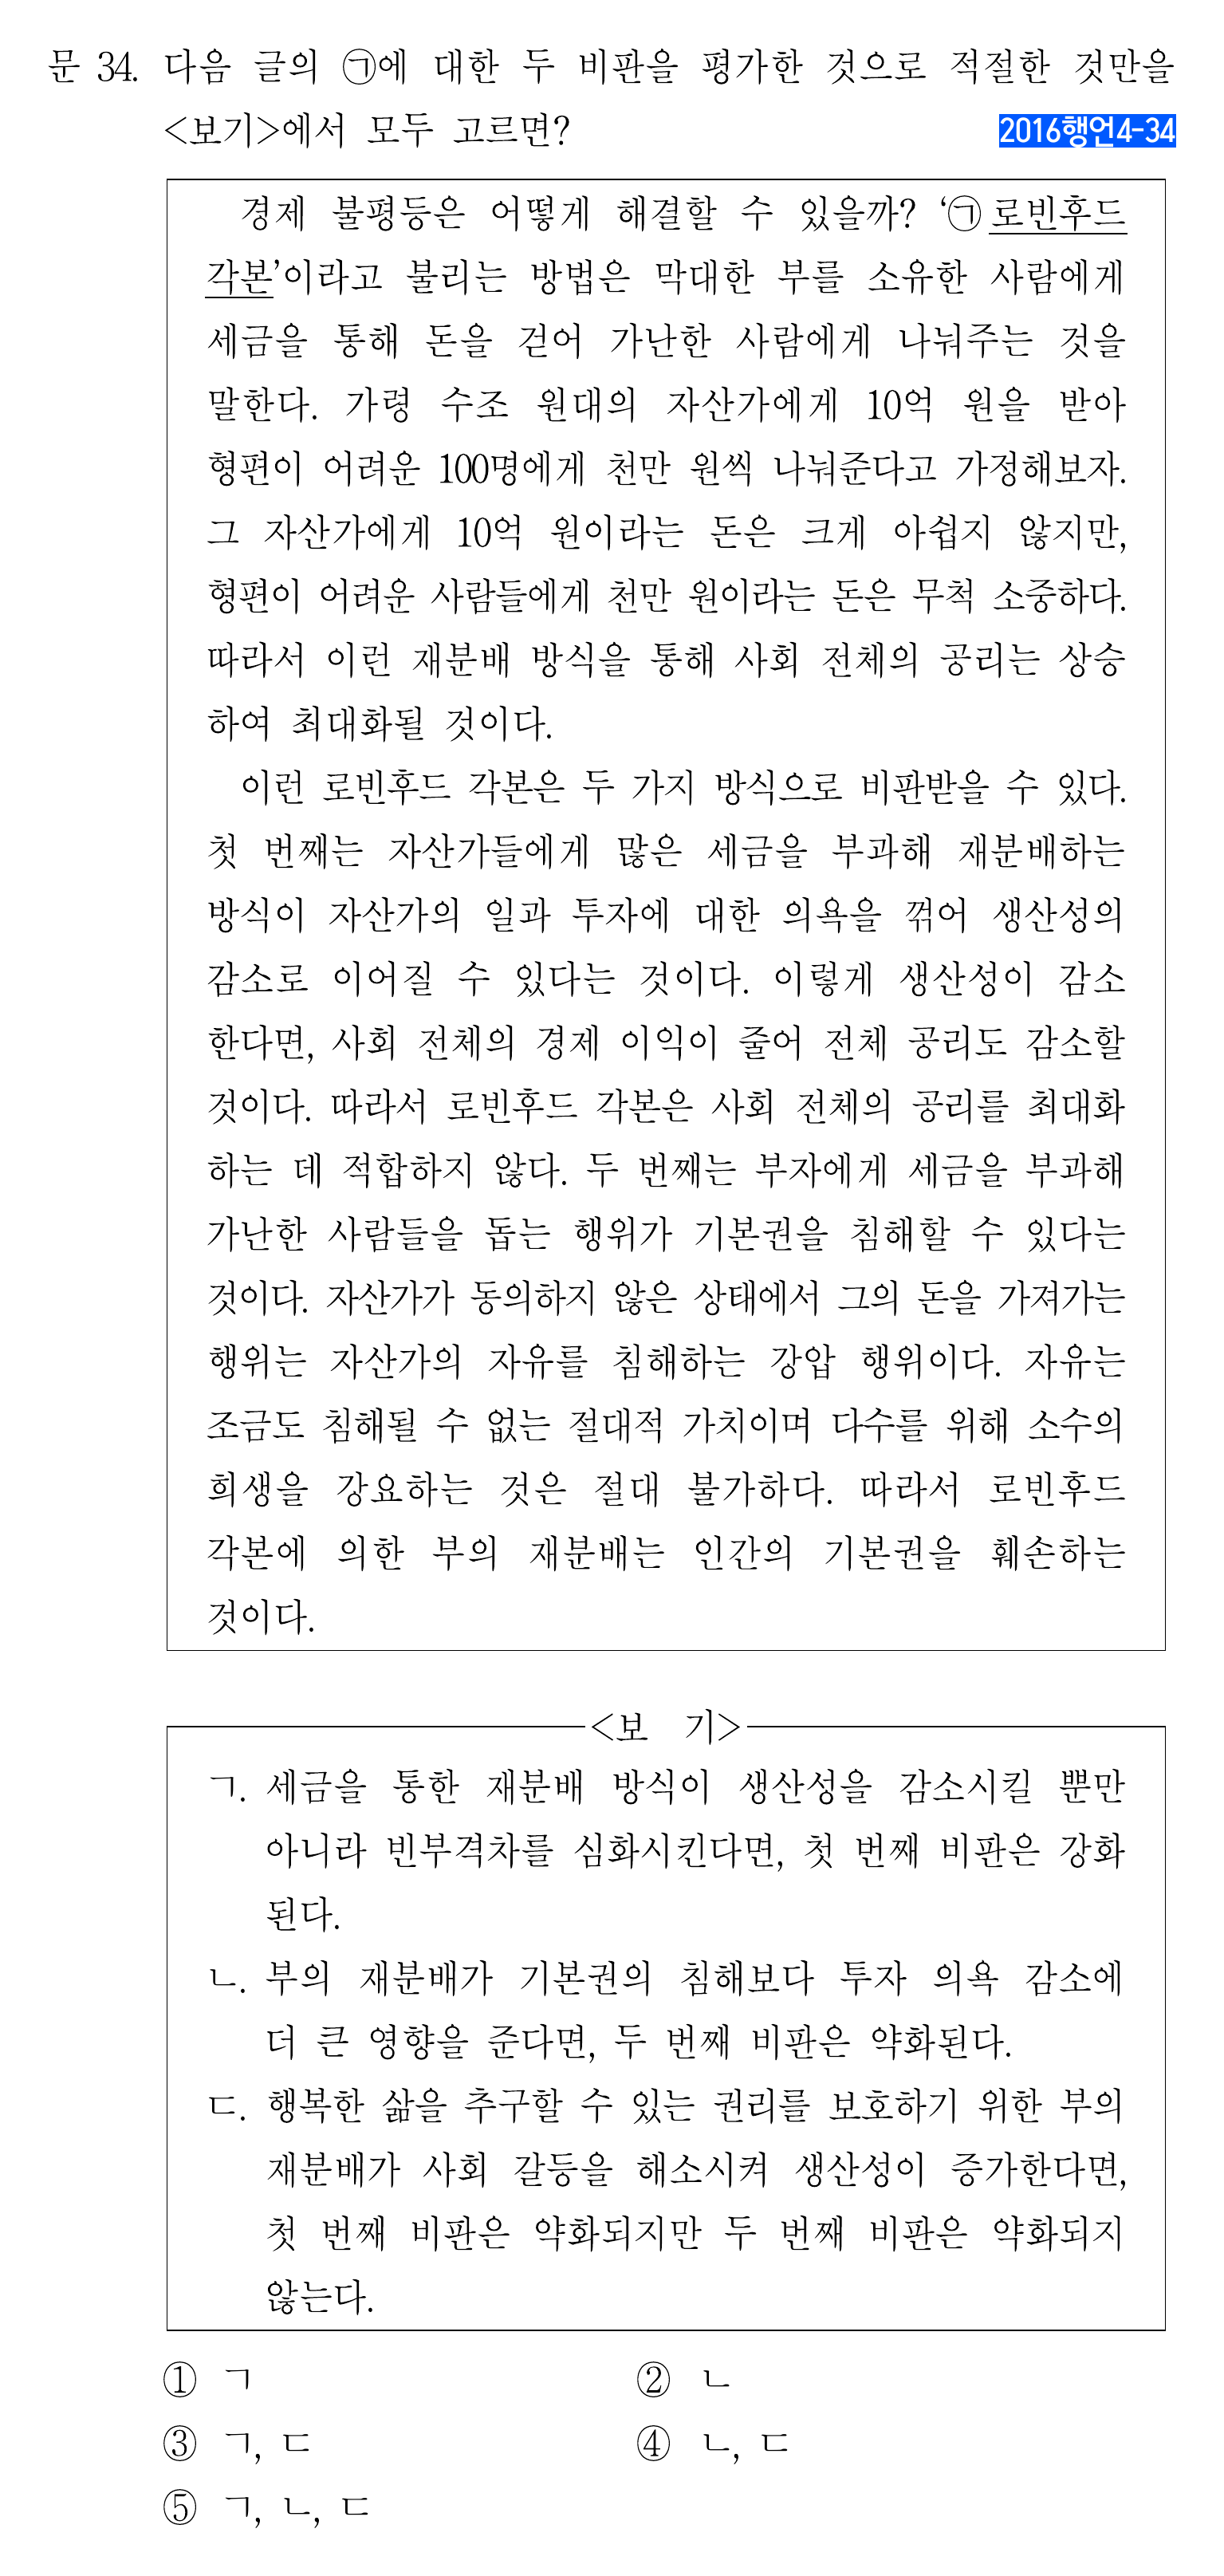 문 34. 다음 글의 ㉠에 대한 두 비판을 평가한 것으로 적절한 것만을
<보기>에서 모두 고르면?
2016행언4-34
경제 불평등은 어떻게 해결할 수 있을까? ‘㉠로빈후드
각본’이라고 불리는 방법은 막대한 부를 소유한 사람에게
세금을 통해 돈을 걷어 가난한 사람에게 나눠주는 것을
말한다. 가령 수조 원대의 자산가에게 10억 원을 받아
형편이 어려운 100명에게 천만 원씩 나눠준다고 가정해보자.
그 자산가에게 10억 원이라는 돈은 크게 아쉽지 않지만,
형편이 어려운 사람들에게 천만 원이라는 돈은 무척 소중하다.
따라서 이런 재분배 방식을 통해 사회 전체의 공리는 상승
하여 최대화될 것이다.
이런 로빈후드 각본은 두 가지 방식으로 비판받을 수 있다.
첫 번째는 자산가들에게 많은 세금을 부과해 재분배하는
방식이 자산가의 일과 투자에 대한 의욕을 꺾어 생산성의
감소로 이어질 수 있다는 것이다. 이렇게 생산성이 감소
한다면, 사회 전체의 경제 이익이 줄어 전체 공리도 감소할
것이다. 따라서 로빈후드 각본은 사회 전체의 공리를 최대화
하는 데 적합하지 않다. 두 번째는 부자에게 세금을 부과해
가난한 사람들을 돕는 행위가 기본권을 침해할 수 있다는
것이다. 자산가가 동의하지 않은 상태에서 그의 돈을 가져가는
행위는 자산가의 자유를 침해하는 강압 행위이다. 자유는
조금도 침해될 수 없는 절대적 가치이며 다수를 위해 소수의
희생을 강요하는 것은 절대 불가하다. 따라서 로빈후드
각본에 의한 부의 재분배는 인간의 기본권을 훼손하는
것이다.
<보 기>
ㄱ. 세금을 통한 재분배 방식이 생산성을 감소시킬 뿐만
아니라 빈부격차를 심화시킨다면, 첫 번째 비판은 강화
된다.
ㄴ. 부의 재분배가 기본권의 침해보다 투자 의욕 감소에
더 큰 영향을 준다면, 두 번째 비판은 약화된다.
ㄷ. 행복한 삶을 추구할 수 있는 권리를 보호하기 위한 부의
재분배가 사회 갈등을 해소시켜 생산성이 증가한다면,
첫 번째 비판은 약화되지만 두 번째 비판은 약화되지
않는다.
① ㄱ ② ㄴ
③ ㄱ, ㄷ ④ ㄴ, ㄷ
⑤ ㄱ, ㄴ, ㄷ